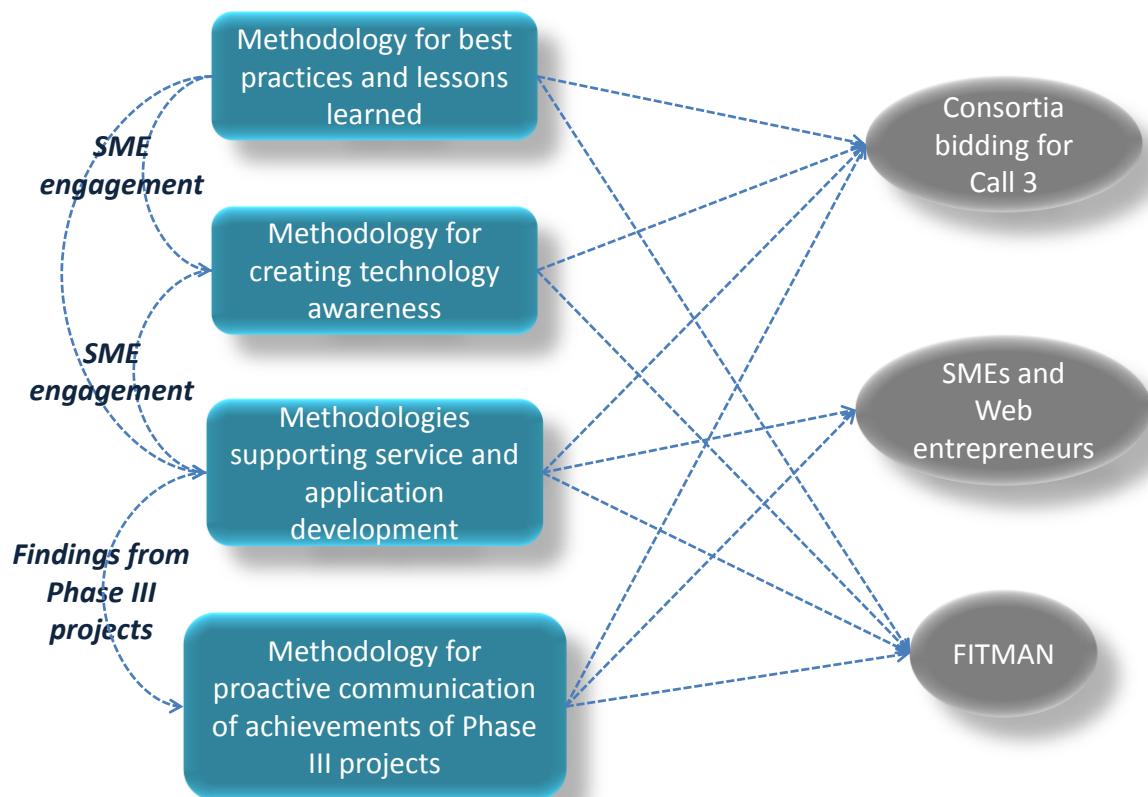 Methodology for best
practices and lessons
learned
SME
engagement
Methodology for
creating technology
awareness
SME
engagement
Methodologies
supporting service and
application
development
Findings from
Phase III
projects
Methodology for
proactive communication
of achievements of Phase
III projects
Consortia
bidding for
Call 3
SMEs and
Web
entrepreneurs
FITMAN